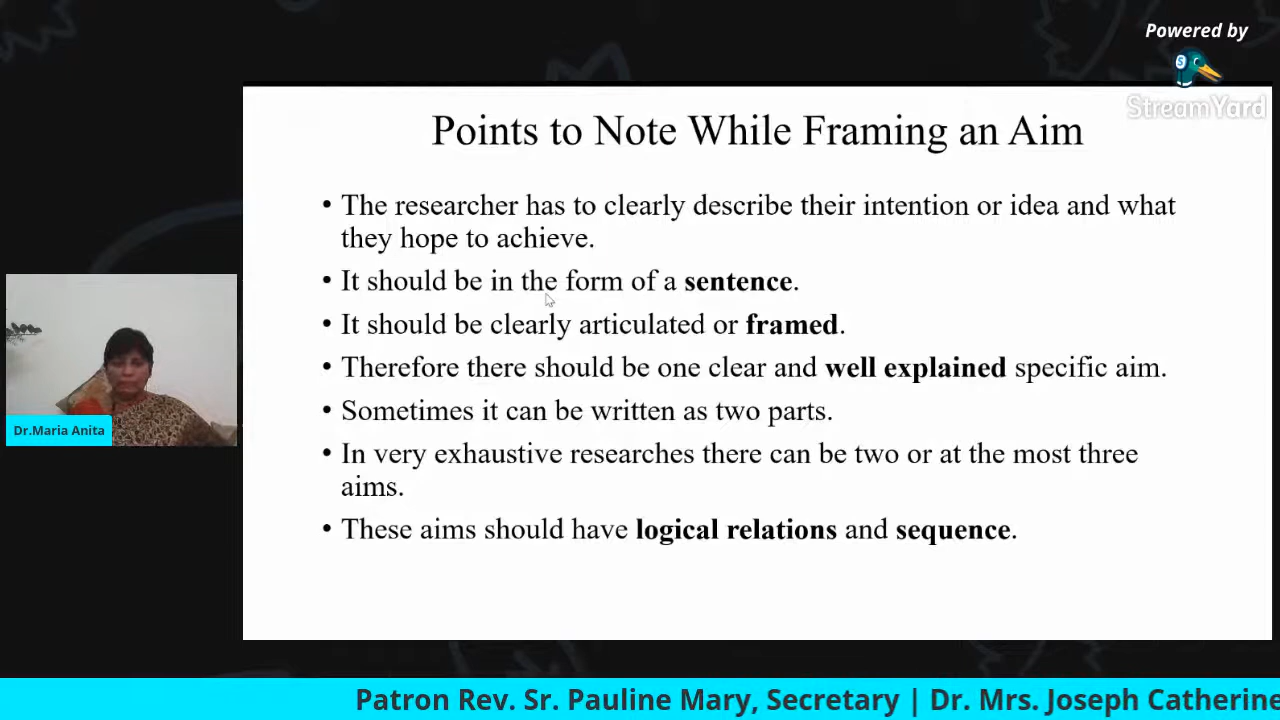 Powered by
StreamYard
Points to Note While Framing an Aim
• The researcher has to clearly describe their intention or idea and what
they hope to achieve.
• It should be in the form of a sentence.
• It should be clearly articulated or framed.
• Therefore there should be one clear and well explained specific aim.
• Sometimes it can be written as two parts.
• In very exhaustive researches there can be two or at the most three
aims.
• These aims should have logical relations and sequence.
Dr.Maria Anita
Patron Rev. Sr. Pauline Mary, Secretary | Dr. Mrs. Joseph Catherine